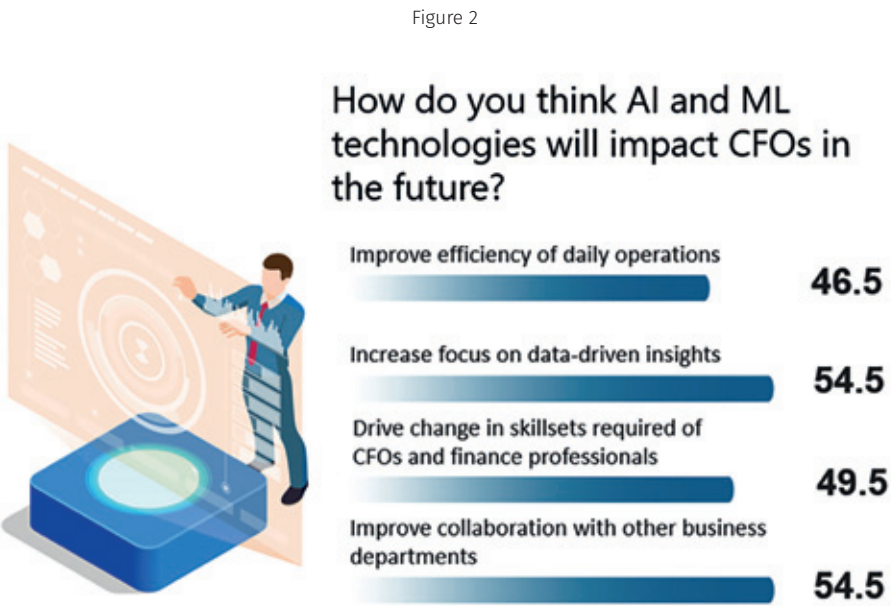 Figure 2
How do you think AI and ML
technologies will impact CFOs in
the future?
Improve efficiency of daily operations
46.5
Increase focus on data-driven insights
54.5
Drive change in skillsets required of
CFOs and finance professionals
49.5
Improve collaboration with other business
departments
54.5